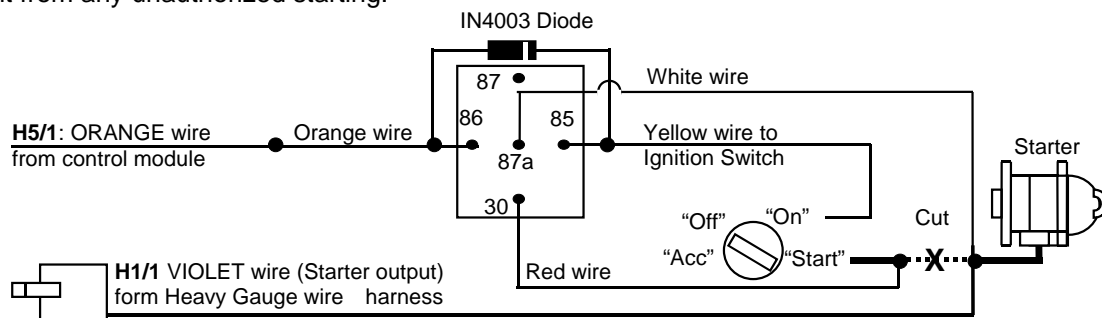 t from any unauthorized starting.
IN4003 Diode
87
White wire
86
85
H5/1: ORANGE wire
from control module
Orange wire
Yellow wire to
Ignition Switch
87a
Starter
30
“Off”
“On”
Cut
“Acc”
“Start”
X
H1/1 VIOLET wire (Starter output)
form Heavy Gauge wire harness
Red wire